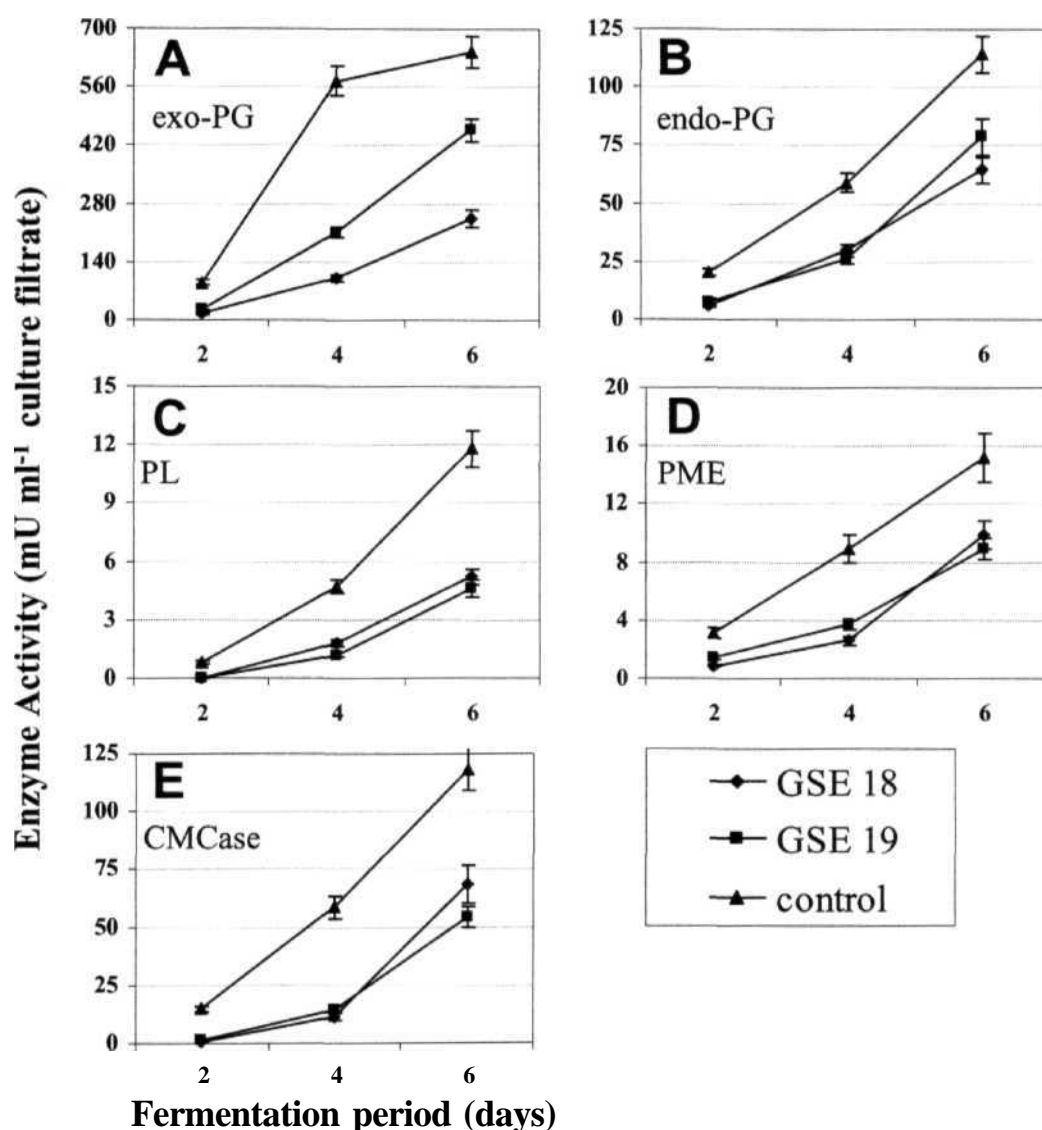 Enzyme Activity (mU ml-1 culture filtrate)
A
exo-PG
700
560
420
280
140
0
2 4 6
B
endo-PG
125
100
75
50
25
0
2 4 6
C
PL
15
12
9
6
3
0
2 4 6
D
PME
20
16
12
8
4
0
2 4 6
E
CMCase
125
100
75
50
25
0
2 4 6
GSE 18
GSE 19
control
Fermentation period (days)